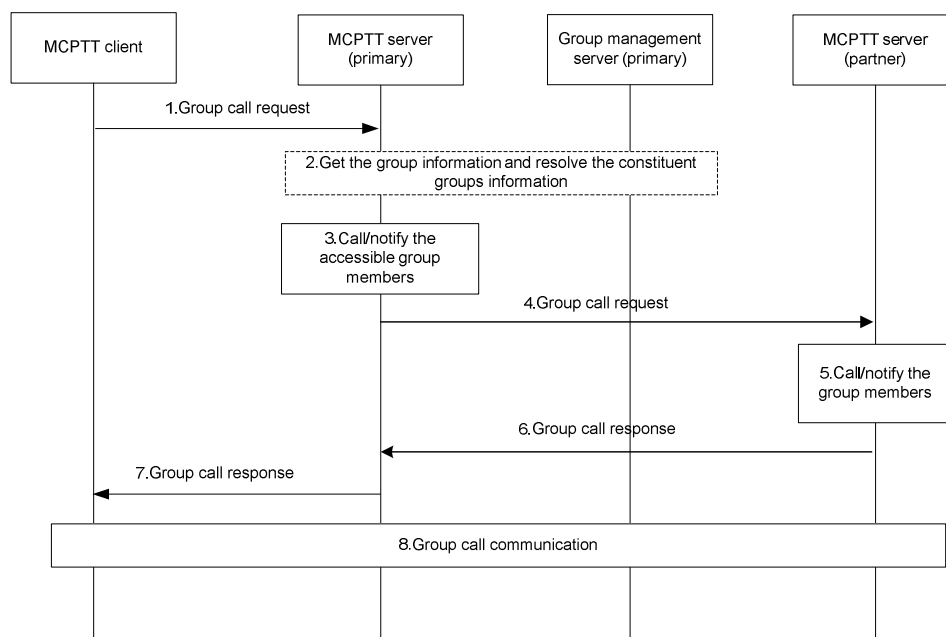 MCPTT client
MCPTT server
(primary)
Group management
server (primary)
MCPTT server
(partner)
1.Group call request
2.Get the group information and resolve the constituent
groups information
3.Call/notify the
accessible group
members
4.Group call request
5.Call/notify the
group members
6.Group call response
7.Group call response
8.Group call communication